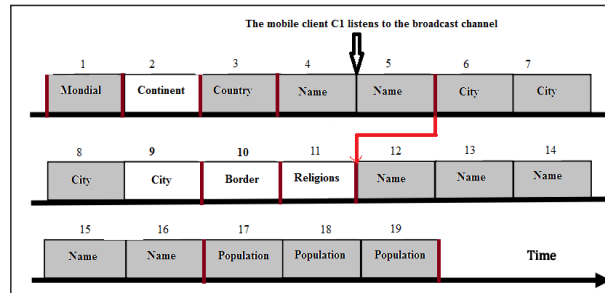 The mobile client C1 listens to the broadcast channel
1 2 3 4 5 6 7
Mondial Continent Country Name Name City City
8 9 10 11 12 13 14
City City Border Religions Name Name Name
15 16 17 18 19
Name Name Population Population Population Time